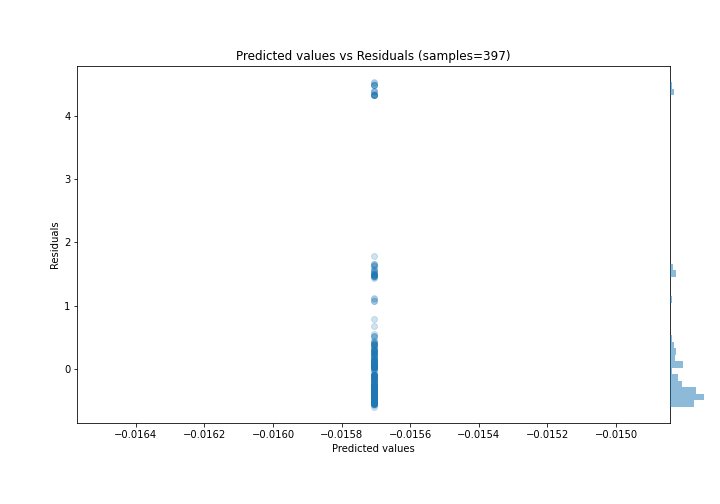 Predicted values vs Residuals (samples=397)
Residuals
4
3
2
1
0
−0.0164 −0.0162 −0.0160 −0.0158 −0.0156 −0.0154 −0.0152 −0.0150
Predicted values